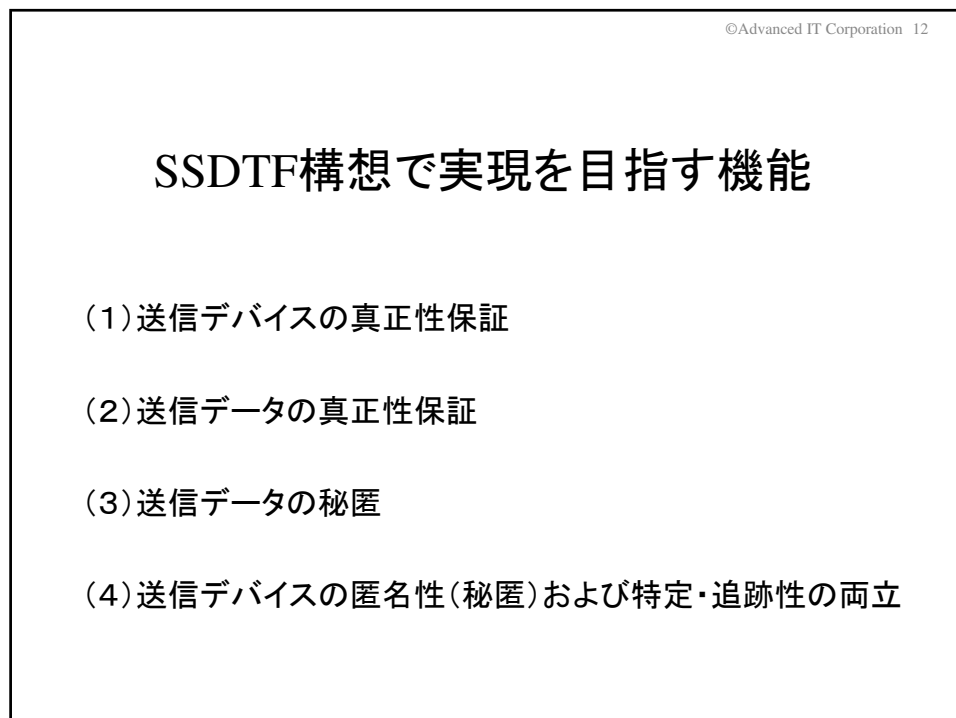 ©Advanced IT Corporation 12
SSDTF構想で実現を目指す機能
（１）送信デバイスの真正性保証
（２）送信データの真正性保証
（３）送信データの秘匿
（４）送信デバイスの匿名性（秘匿）および特定・追跡性の両立